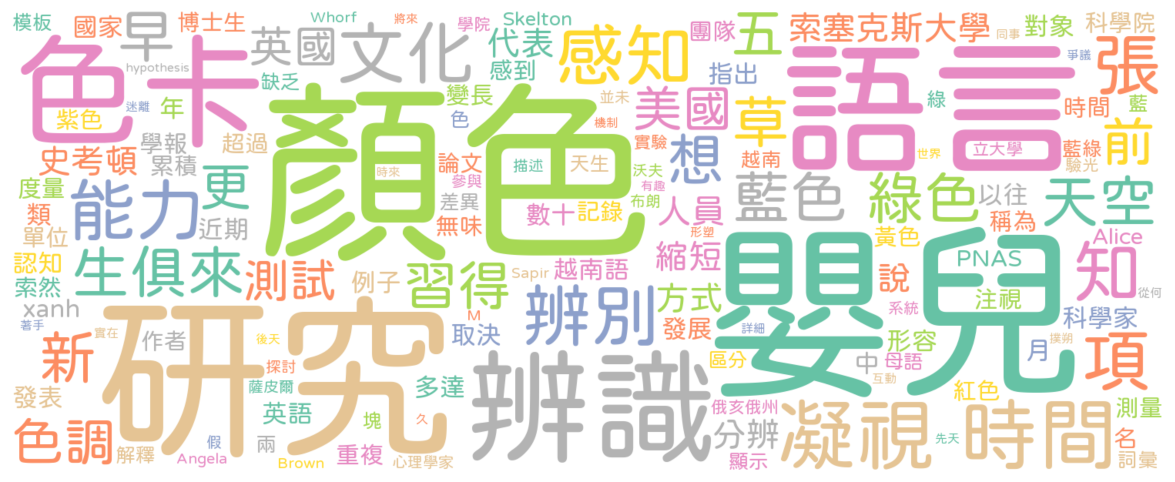 模板
國家
早
博士生
英國
文化
Whorf
將來
學院
Skelton
代表
感到
感知
團隊
五
索塞克斯大學
同事
對象
爭議
科學院
張
色卡
hypothesis
迷離
缺乏
紫色
年
學報
超過
累積
史考頓
度量
類
單位
能力
更
近期
顏色
變長
色
並未
機制
指出
美國
草
想
語言
綠
時間
藍
前
世界
立大學
藍綠
驗光
論文
描述
天生
實驗
沃夫
有趣
布朗
越南
參與
差異
無味
數十
記錄
人員
形塑
藍色
綠色
以往
天空
黃色
稱為
Alice
認知
索然
xanh
著手
生俱來
測試
時來
例子
習得
Sapir
越南語
縮短
嬰兒
說
PNAS
注視
知
從何
科學家
新
實在
作者
後天
研究
M
取決
辨別
方式
發展
詳細
系統
形容
中
母語
月
項
發表
探討
薩皮爾
英語
多達
辨識
區分
紅色
撲朔
互動
測量
色調
解釋
假
Angela
兩
塊
Brown
重複
久
心理學家
俄亥俄州
分辨
顯示
凝視
時間
先天
名
詞彙